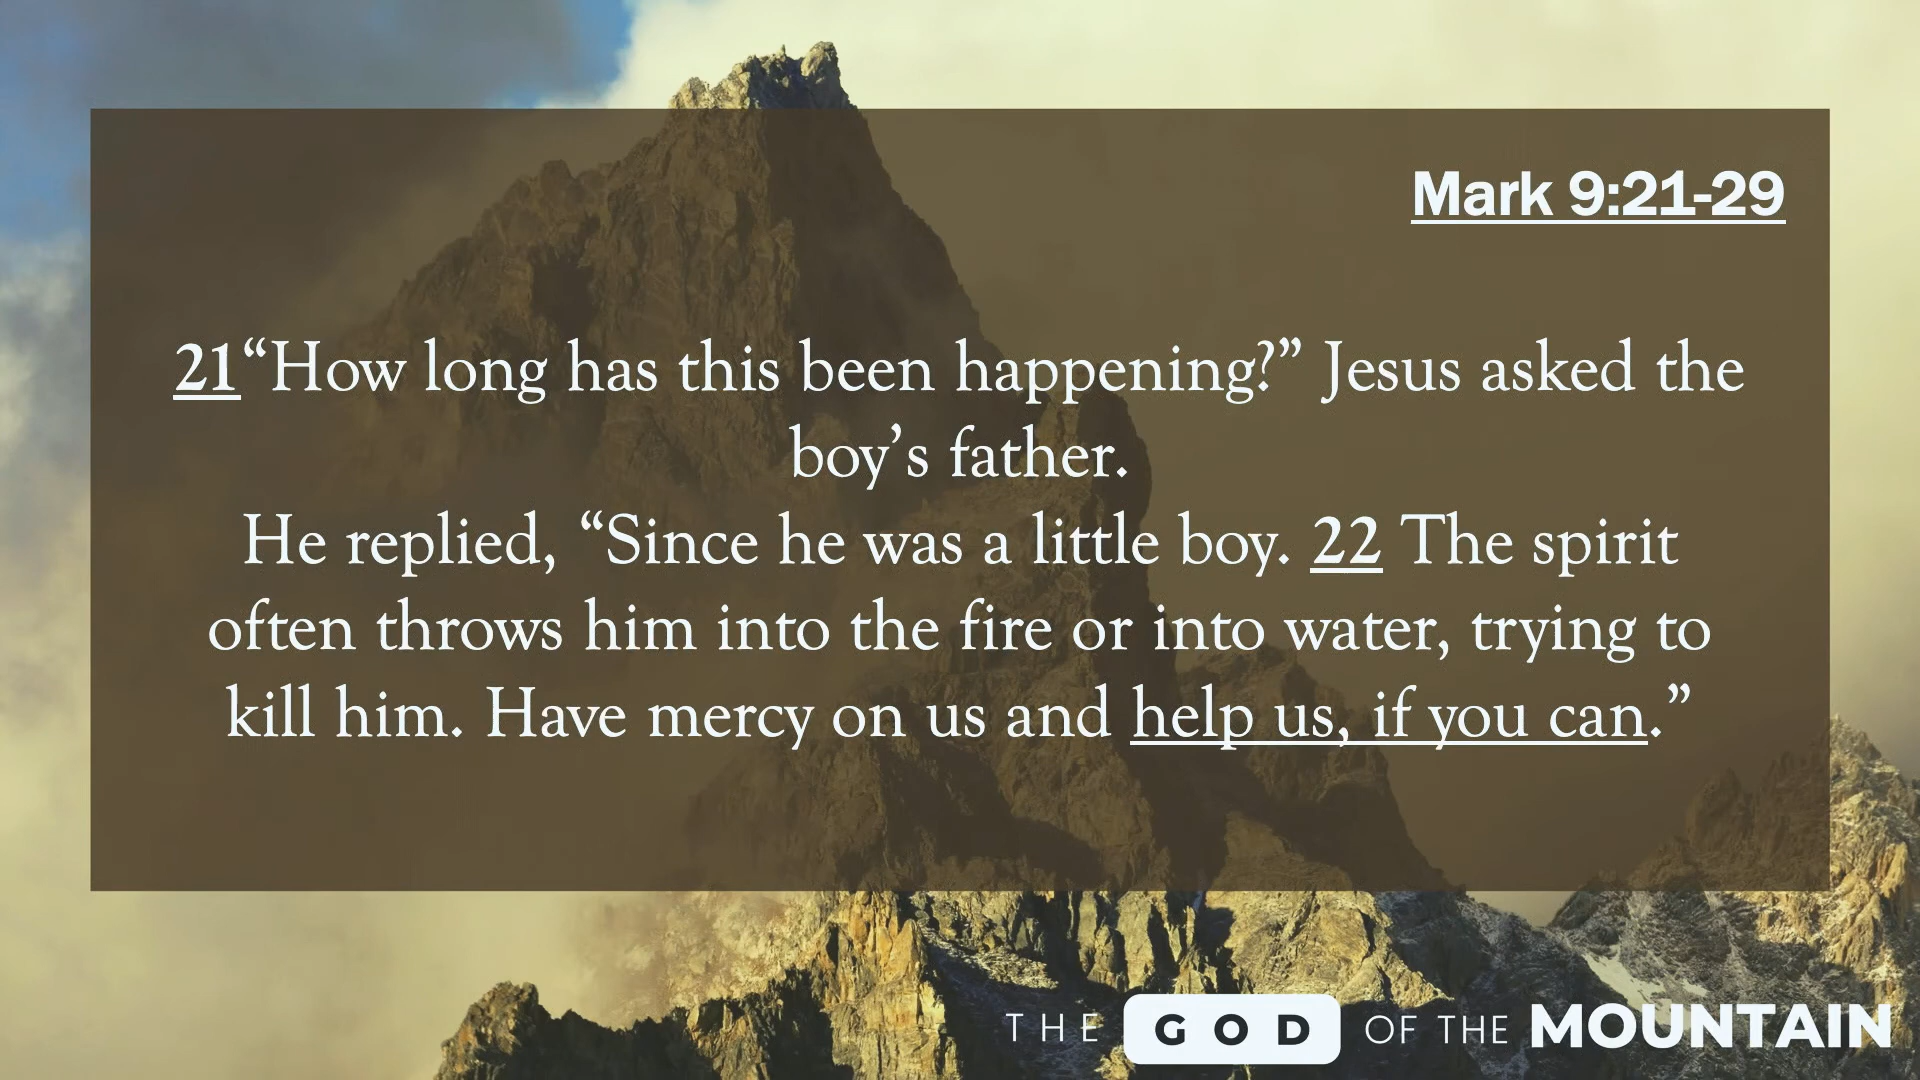 Mark 9:21-29
21“How long has this been happening?” Jesus asked the
boy’s father.
He replied, “Since he was a little boy. 22 The spirit
often throws him into the fire or into water, trying to
kill him. Have mercy on us and help us, if you can.”
THE GOD OF THE MOUNTAIN